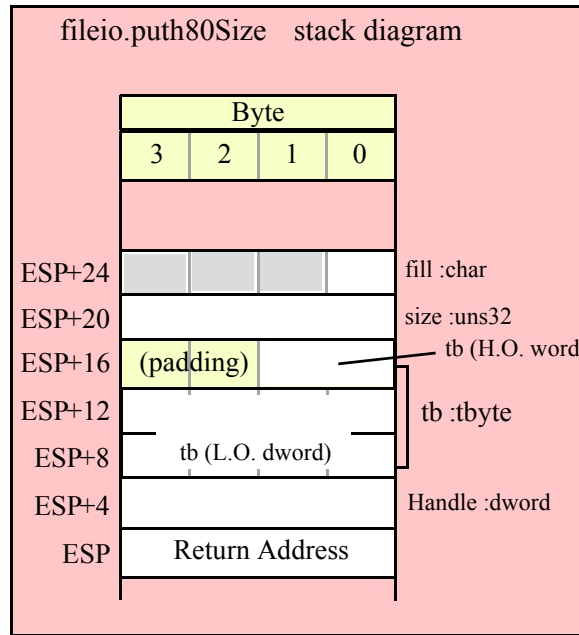 fileio.puth80Size stack diagram
Byte
3 2 1 0
ESP+24 fill :char
ESP+20 size :uns32
ESP+16 (padding) tb (H.O. word
ESP+12 tb :tbyte
ESP+8 tb (L.O. dword)
ESP+4 Handle :dword
ESP Return Address